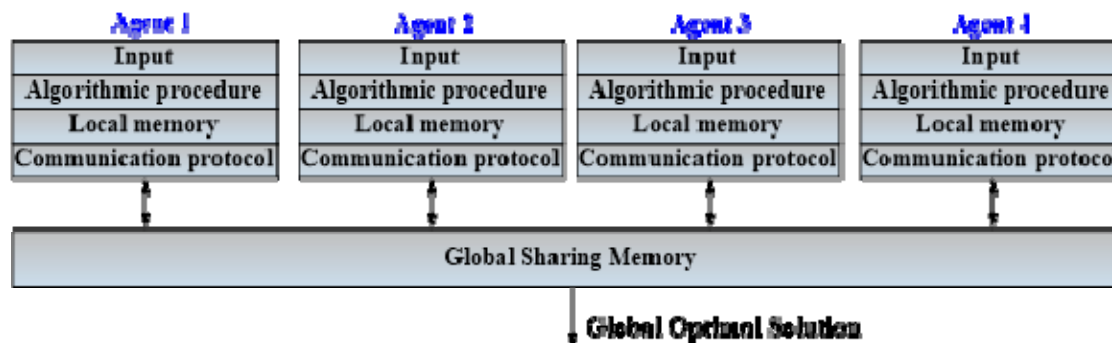 Agent 1 Agent 2 Agent 3 Agent 4
Input Input Input Input
Algorithmic procedure Algorithmic procedure Algorithmic procedure Algorithmic procedure
Local memory Local memory Local memory Local memory
Communication protocol Communication protocol Communication protocol Communication protocol
Global Sharing Memory
Global Optimal Solution